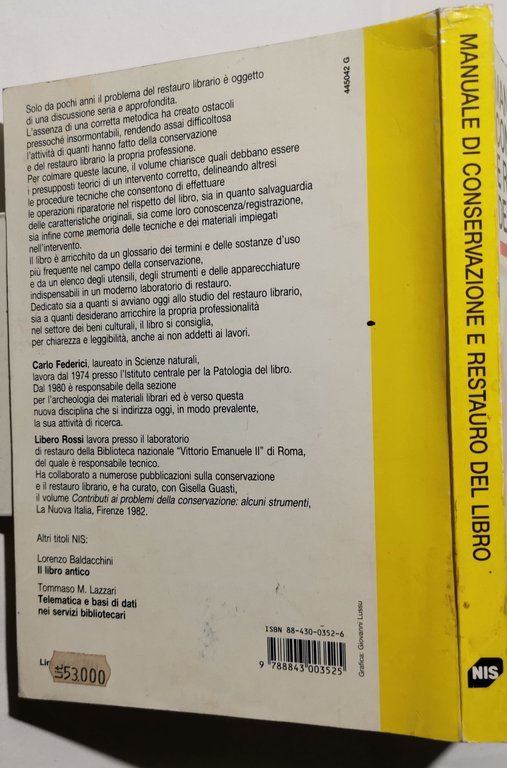 Solo da pochi anni il problema del restauro librario è oggetto
di una discussione seria e approfondita.
L'assenza di una corretta metodica ha creato ostacoli
pressoché insormontabili, rendendo assai difficoltosa
l'attività di quanti hanno fatto della conservazione
e del restauro librario la propria professione.
Per colmare queste lacune, il volume chiarisce quali debbano essere
i presupposti teorici di un intervento corretto, delineando altresì
le procedure tecniche che consentono di effettuare
le operazioni riparatorie nel rispetto del libro, sia in quanto salvaguardia
delle caratteristiche originali, sia come loro conoscenza/registrazione,
sia infine come memoria delle tecniche e dei materiali impiegati
nell'intervento.
Il libro è arricchito da un glossario dei termini e delle sostanze d'uso
più frequente nel campo della conservazione,
e da un elenco degli utensili, degli strumenti e delle apparecchiature
indispensabili in un moderno laboratorio di restauro.
Dedicato sia a quanti si avviano oggi allo studio del restauro librario,
sia a quanti desiderano arricchire la propria professionalità
nel settore dei beni culturali, il libro si consiglia,
per chiarezza e leggibilità, anche ai non addetti ai lavori.
Carlo Federici, laureato in Scienze naturali,
lavora dal 1974 presso l'Istituto centrale per la Patologia del libro.
Dal 1980 è responsabile della sezione
per l'archeologia dei materiali librari ed è verso questa
nuova disciplina che si indirizza oggi, in modo prevalente,
la sua attività di ricerca.
Libero Rossi lavora presso il laboratorio
di restauro della Biblioteca nazionale "Vittorio Emanuele II" di Roma,
del quale è responsabile tecnico.
Ha collaborato a numerose pubblicazioni sulla conservazione
e il restauro librario, e ha curato, con Gisella Guasti,
il volume Contributi ai problemi della conservazione: alcuni strumenti,
La Nuova Italia, Firenze 1982.
Altri titoli NIS:
Lorenzo Baldacchini
Il libro antico
Tommaso M. Lazzari
Telematica e basi di dati
nei servizi bibliotecari
53.000
ISBN 88-430-0352-6
9 788843 003525
Grafica: Giovanni Lussu
445042 G
MANUALE DI CONSERVAZIONE E RESTAURO DEL LIBRO
NIS